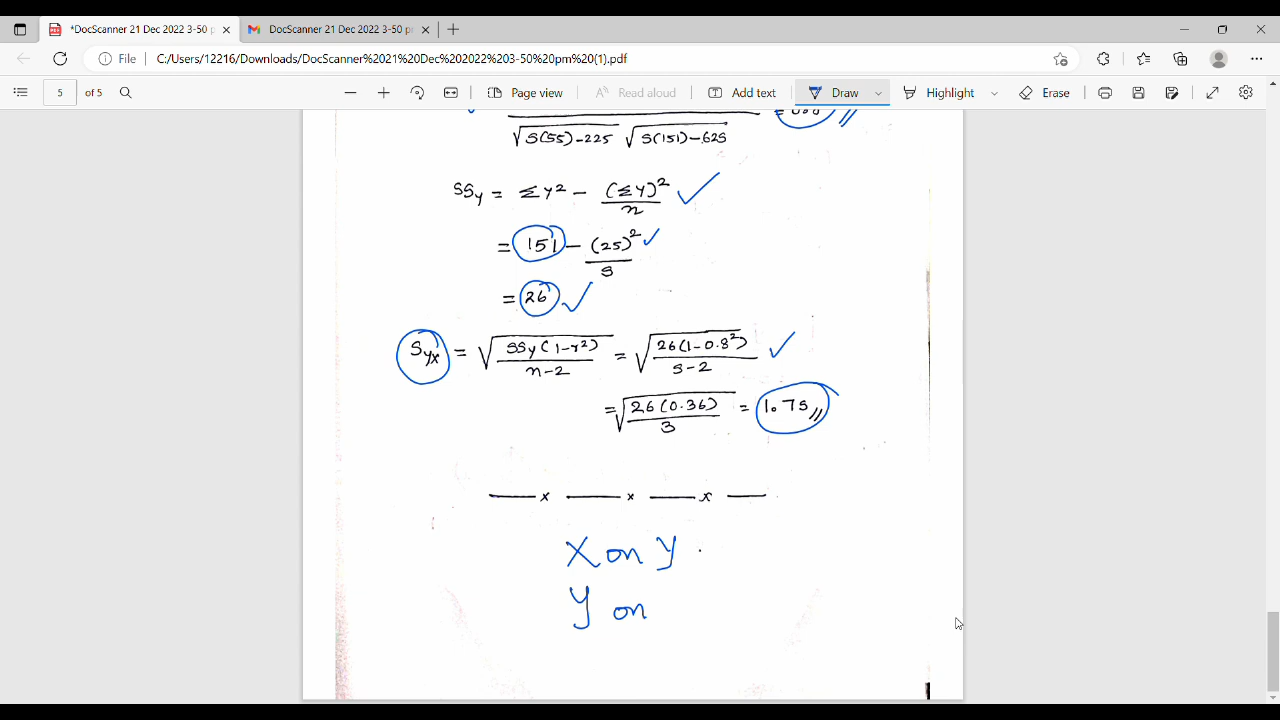 *DocScanner 21 Dec 2022 3-50 p
DocScanner 21 Dec 2022 3-50 pm
File C:/Users/12216/Downloads/DocScanner%2021%20Dec%202022%203-50%20pm%20(1).pdf
5 of 5 Page view Read aloud Add text Draw Highlight Erase
√5(55)-225 √5(151)-625
SSy = ΣY² - (ΣY)²/n
= 151 - (25)²/5
= 26
Syx = √SSy(1-r²)/n-2 = √26(1-0.8²)/5-2
= √26(0.36)/3 = 1.75
x x x
X on Y
Y on